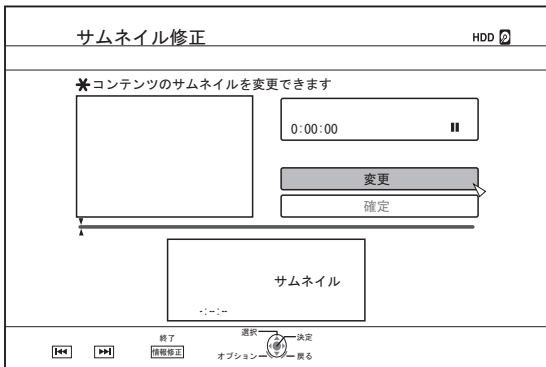 サムネイル修正
HDD
コンテンツのサムネイルを変更できます
0:00:00
変更
確定
サムネイル
-:--:--
終了
情報修正
選択
決定
オプション
戻る